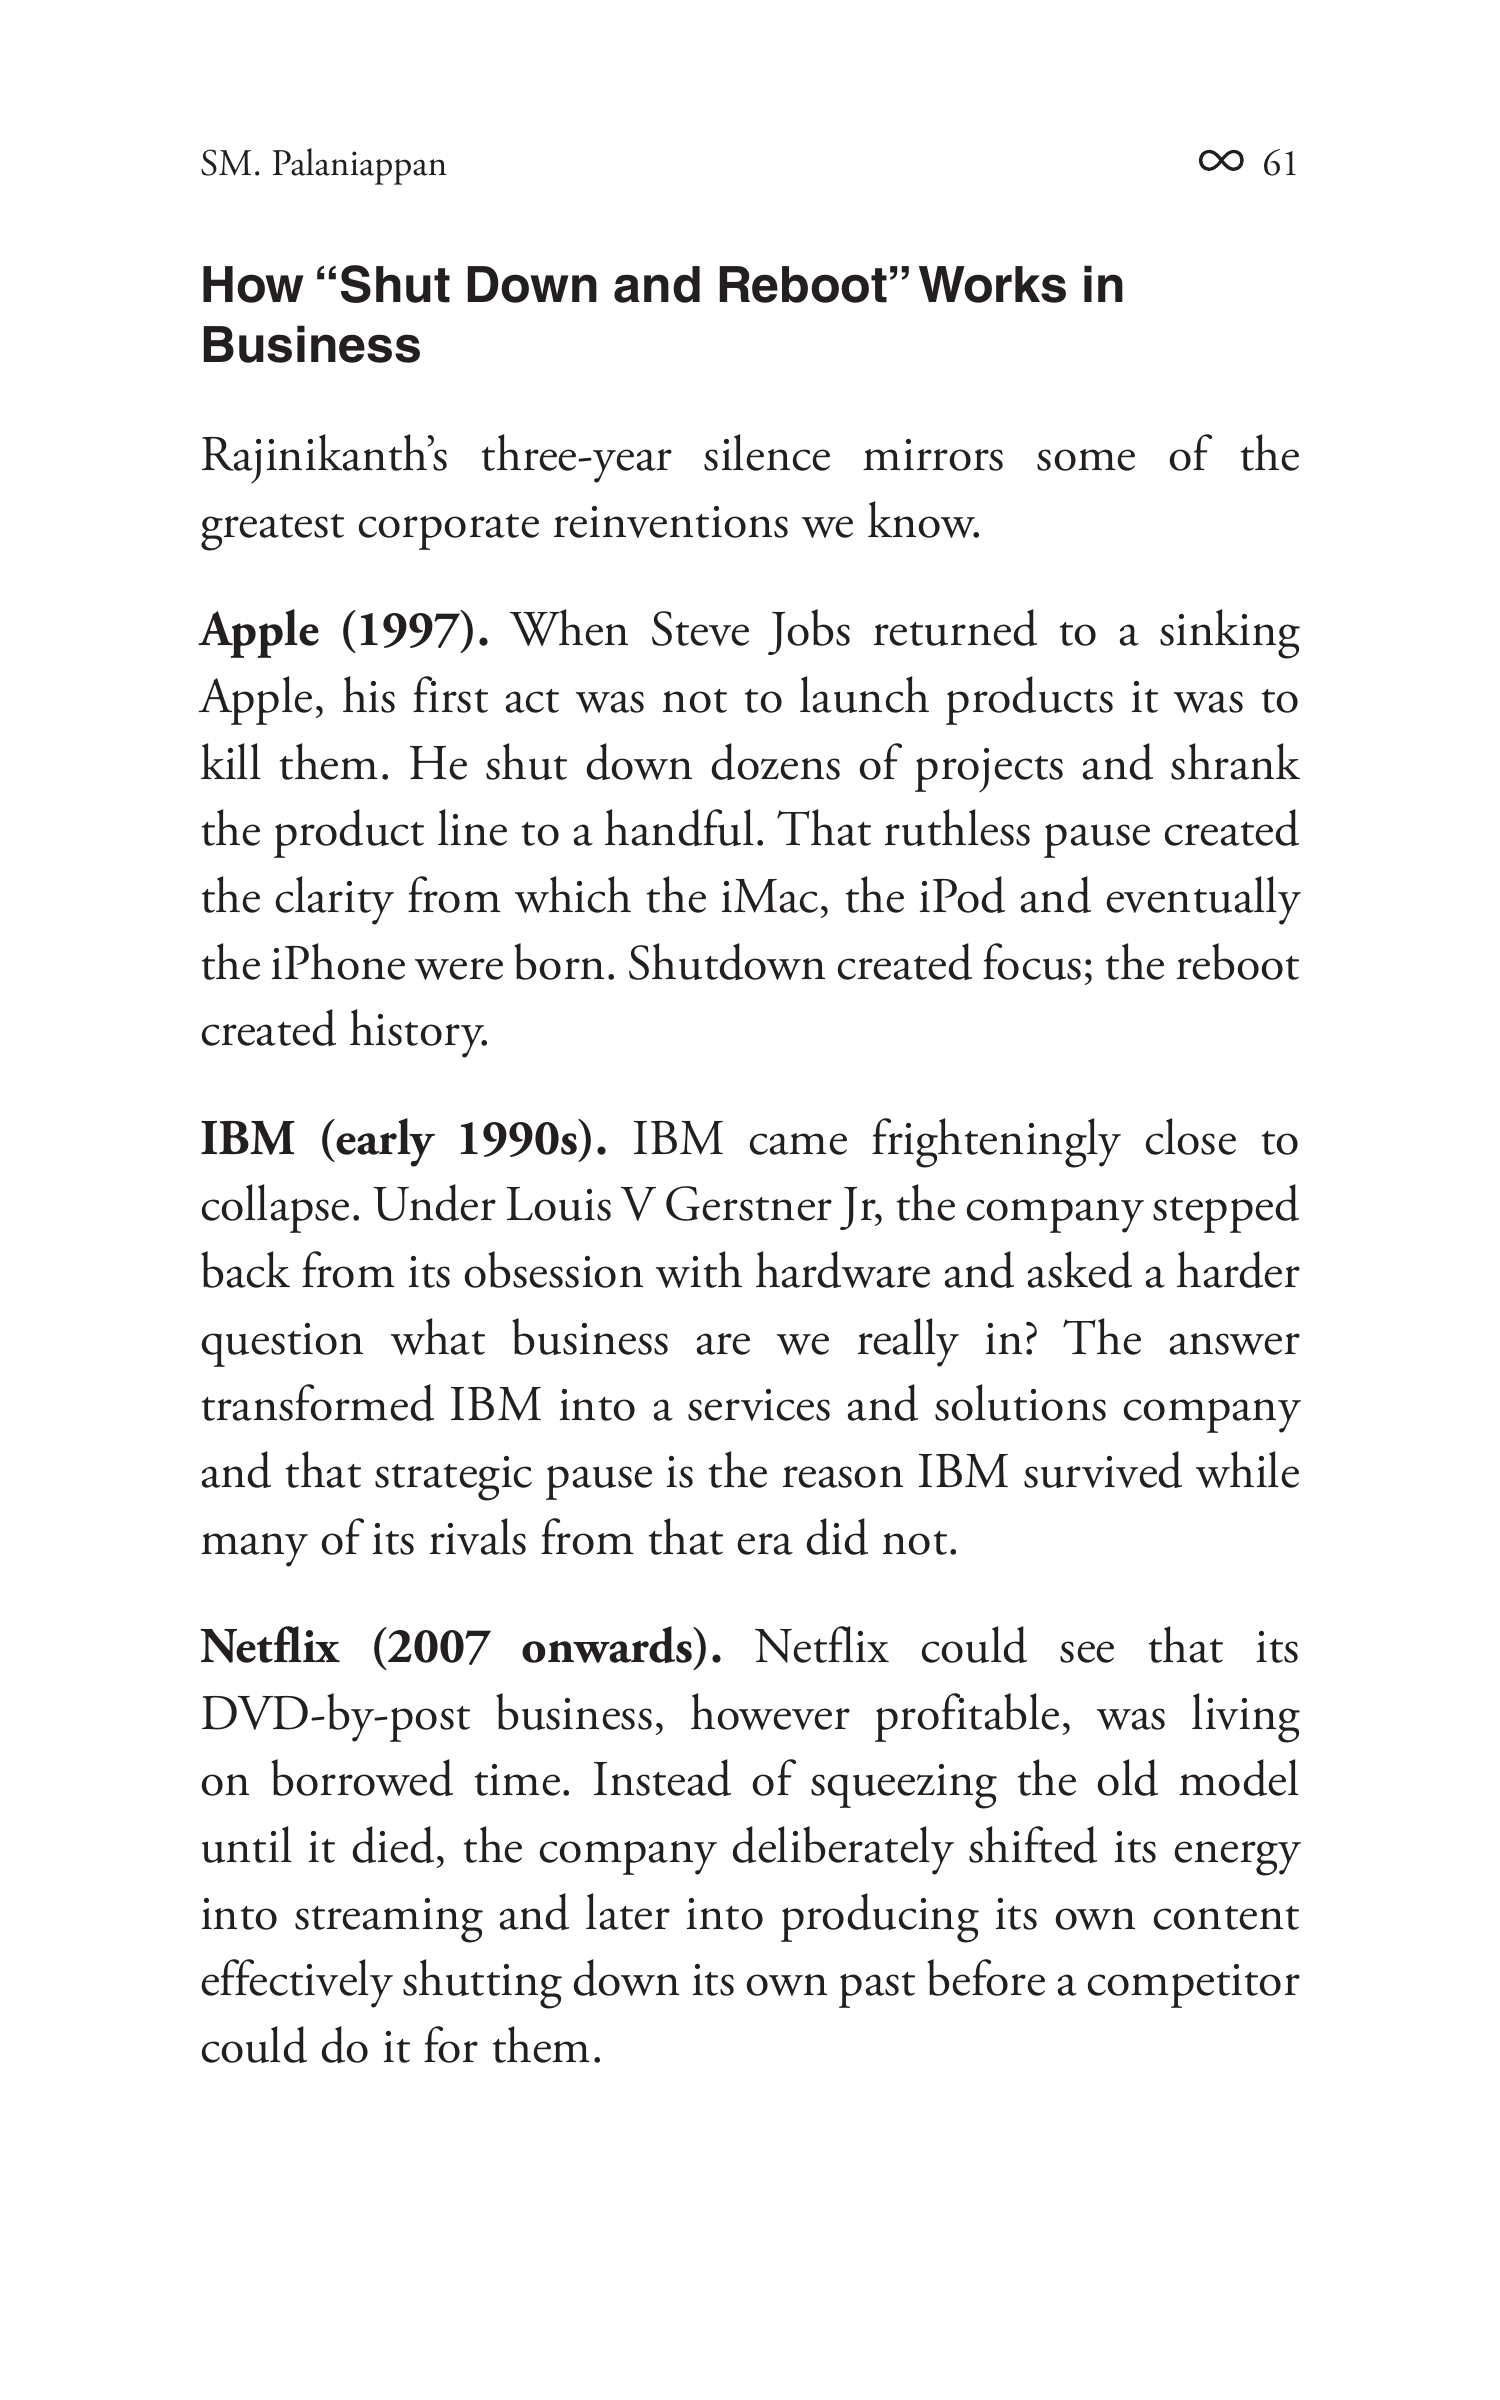 SM. Palaniappan ∞ 61
How “Shut Down and Reboot” Works in
Business
Rajinikanth’s three-year silence mirrors some of the
greatest corporate reinventions we know.
Apple (1997). When Steve Jobs returned to a sinking
Apple, his first act was not to launch products it was to
kill them. He shut down dozens of projects and shrank
the product line to a handful. That ruthless pause created
the clarity from which the iMac, the iPod and eventually
the iPhone were born. Shutdown created focus; the reboot
created history.
IBM (early 1990s). IBM came frighteningly close to
collapse. Under Louis V Gerstner Jr, the company stepped
back from its obsession with hardware and asked a harder
question what business are we really in? The answer
transformed IBM into a services and solutions company
and that strategic pause is the reason IBM survived while
many of its rivals from that era did not.
Netflix (2007 onwards). Netflix could see that its
DVD-by-post business, however profitable, was living
on borrowed time. Instead of squeezing the old model
until it died, the company deliberately shifted its energy
into streaming and later into producing its own content
effectively shutting down its own past before a competitor
could do it for them.